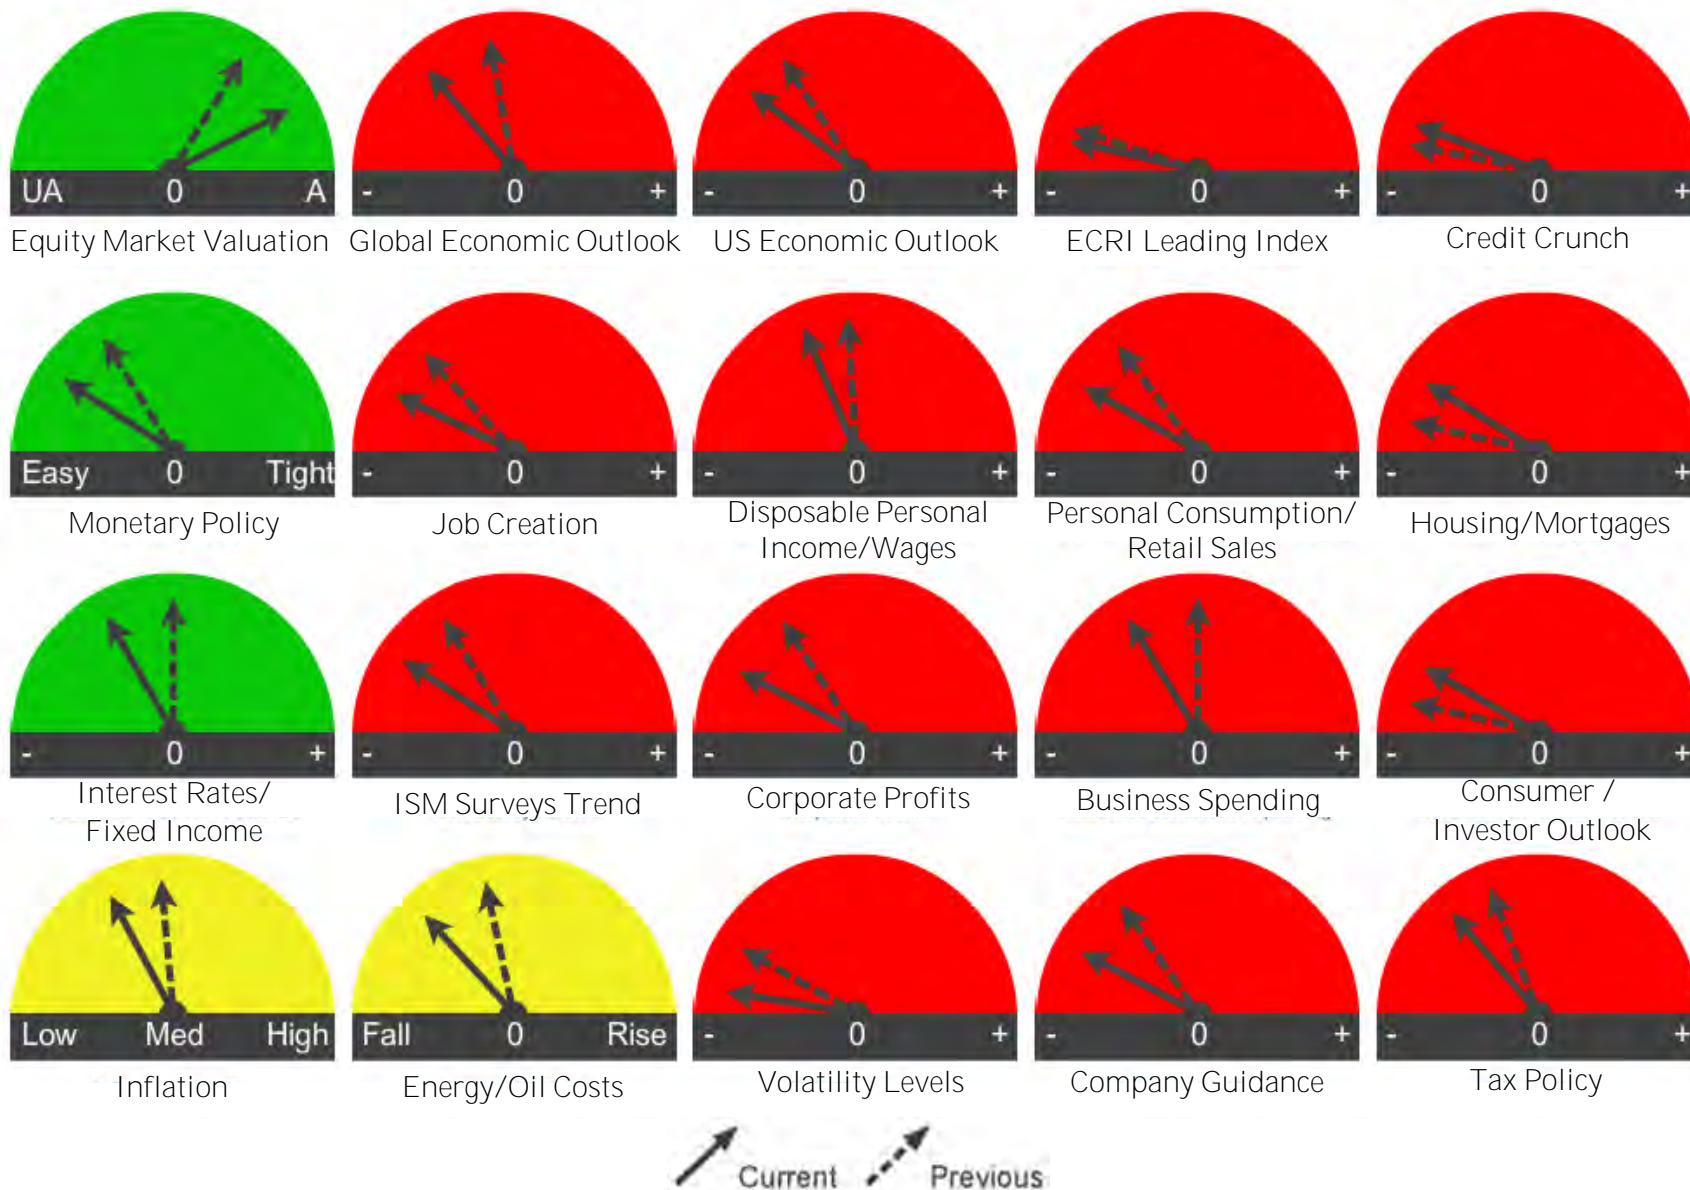 UA 0 A
- 0 +
- 0 +
- 0 +
- 0 +
Equity Market Valuation
Global Economic Outlook
US Economic Outlook
ECRI Leading Index
Credit Crunch
Easy 0 Tight
- 0 +
- 0 +
- 0 +
- 0 +
Monetary Policy
Job Creation
Disposable Personal
Income/Wages
Personal Consumption/
Retail Sales
Housing/Mortgages
- 0 +
- 0 +
- 0 +
- 0 +
- 0 +
Interest Rates/
Fixed Income
ISM Surveys Trend
Corporate Profits
Business Spending
Consumer /
Investor Outlook
Low Med High
Fall 0 Rise
- 0 +
- 0 +
- 0 +
Inflation
Energy/Oil Costs
Volatility Levels
Company Guidance
Tax Policy
Current
Previous